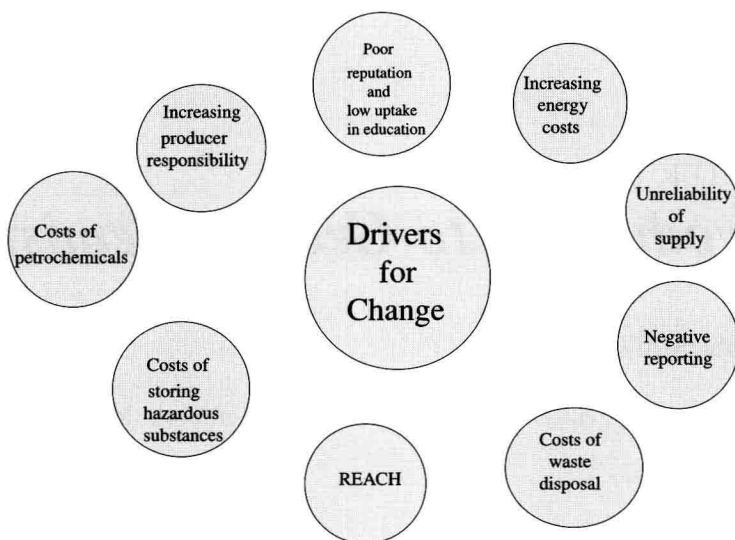 Poor
reputation
and
low uptake
in education
Increasing
energy
costs
Increasing
producer
responsibility
Unreliability
of
supply
Costs of
petrochemicals
Drivers
for
Change
Negative
reporting
Costs of
storing
hazardous
substances
REACH
Costs of
waste
disposal